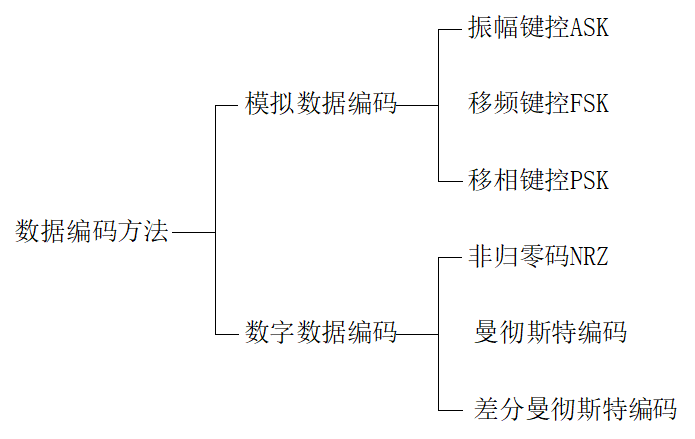 振幅键控ASK
模拟数据编码
移频键控FSK
移相键控PSK
数据编码方法
非归零码NRZ
数字数据编码
曼彻斯特编码
差分曼彻斯特编码